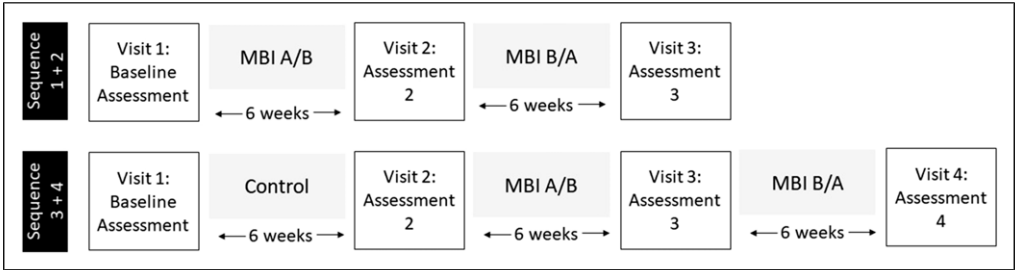 Sequence
1 + 2
Visit 1:
Baseline
Assessment
MBI A/B
6 weeks
Visit 2:
Assessment
2
MBI B/A
6 weeks
Visit 3:
Assessment
3
Sequence
3 + 4
Visit 1:
Baseline
Assessment
Control
6 weeks
Visit 2:
Assessment
2
MBI A/B
6 weeks
Visit 3:
Assessment
3
MBI B/A
6 weeks
Visit 4:
Assessment
4